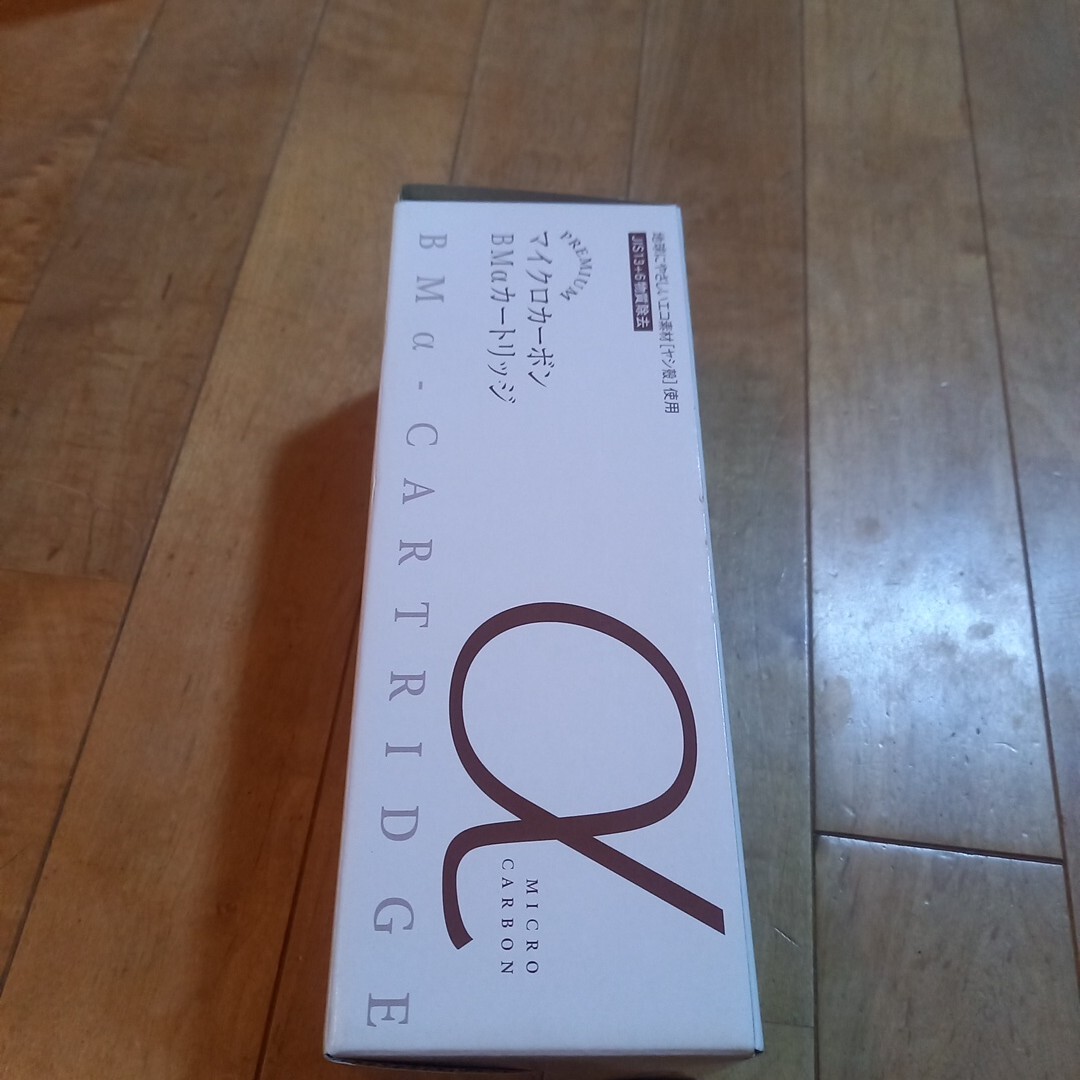 地球にやさしいエコ素材[ヤシ殻]使用
JIS13+6物質除去
PREMIUM
マイクロカーボン
BMαカートリッジ
BMα-CARTRIDGE
α
MICRO
CARBON